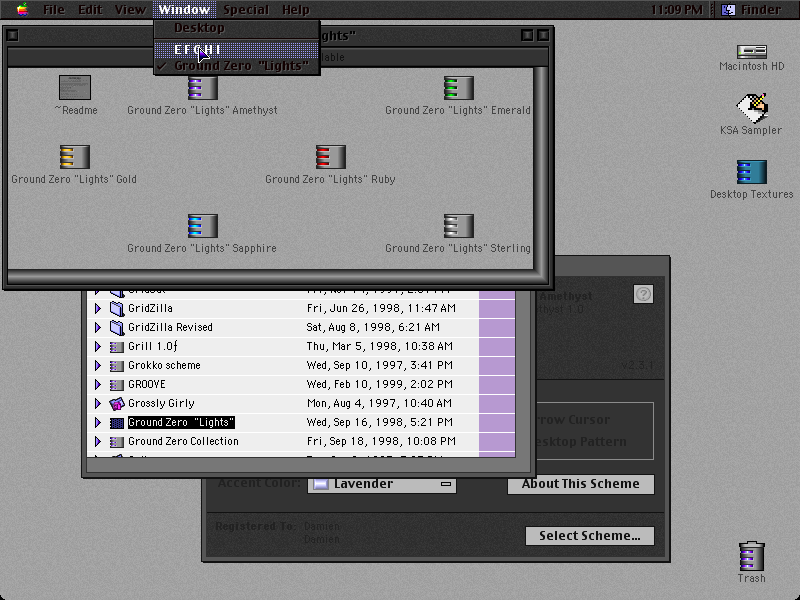 File Edit View Window Special Help 11:09 PM Finder
Desktop
E F G H I
Ground Zero "Lights"
ghts"
lable
~Readme
Ground Zero "Lights" Amethyst
Ground Zero "Lights" Emerald
Ground Zero "Lights" Gold
Ground Zero "Lights" Ruby
Ground Zero "Lights" Sapphire
Ground Zero "Lights" Sterling
Macintosh HD
KSA Sampler
Desktop Textures
GridZilla Fri, Jun 26, 1998, 11:47 AM
GridZilla Revised Sat, Aug 8, 1998, 6:21 AM
Grill 1.0ƒ Thu, Mar 5, 1998, 10:38 AM
Grokko scheme Wed, Sep 10, 1997, 3:41 PM
GROOVE Wed, Feb 10, 1999, 2:02 PM
Grossly Girly Mon, Aug 4, 1997, 10:40 AM
Ground Zero "Lights" Wed, Sep 16, 1998, 5:21 PM
Ground Zero Collection Fri, Sep 18, 1998, 10:08 PM
Amethyst
thyst 1.0
v2.3.1
rrow Cursor
esktop Pattern
Accent Color: Lavender
About This Scheme
Registered To: Damien
Damien
Select Scheme...
Trash